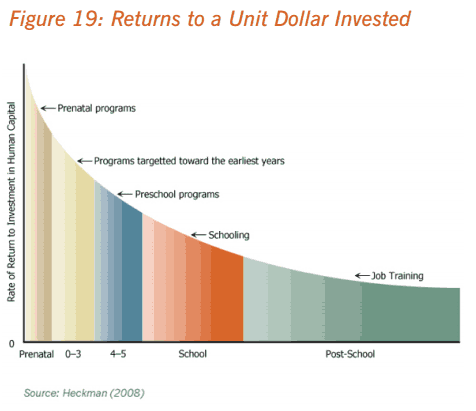 Figure 19: Returns to a Unit Dollar Invested
Rate of Return to Investment in Human Capital
Prenatal programs
Programs targetted toward the earliest years
Preschool programs
Schooling
Job Training
0
Prenatal 0–3 4–5 School Post-School
Source: Heckman (2008)